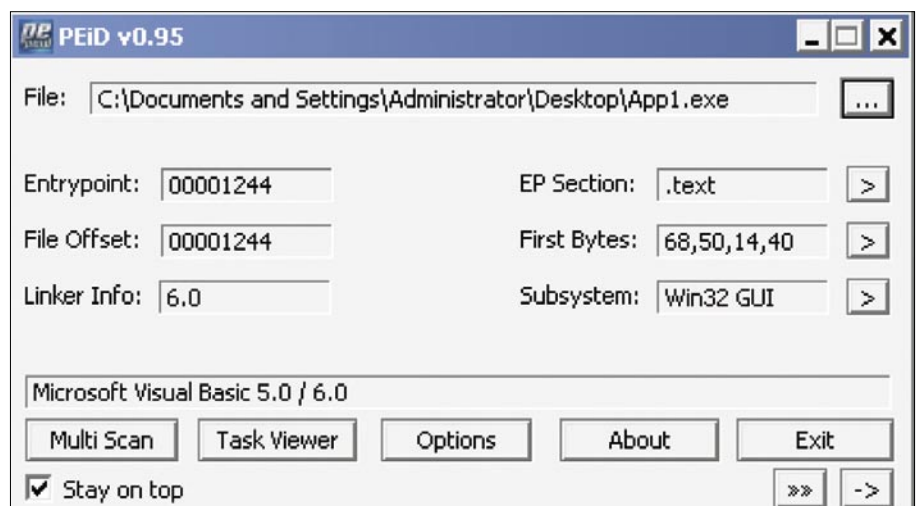 PEiD v0.95
File: C:\Documents and Settings\Administrator\Desktop\App1.exe ...
Entrypoint: 00001244 EP Section: .text >
File Offset: 00001244 First Bytes: 68,50,14,40 >
Linker Info: 6.0 Subsystem: Win32 GUI >
Microsoft Visual Basic 5.0 / 6.0
Multi Scan Task Viewer Options About Exit
Stay on top »» ->